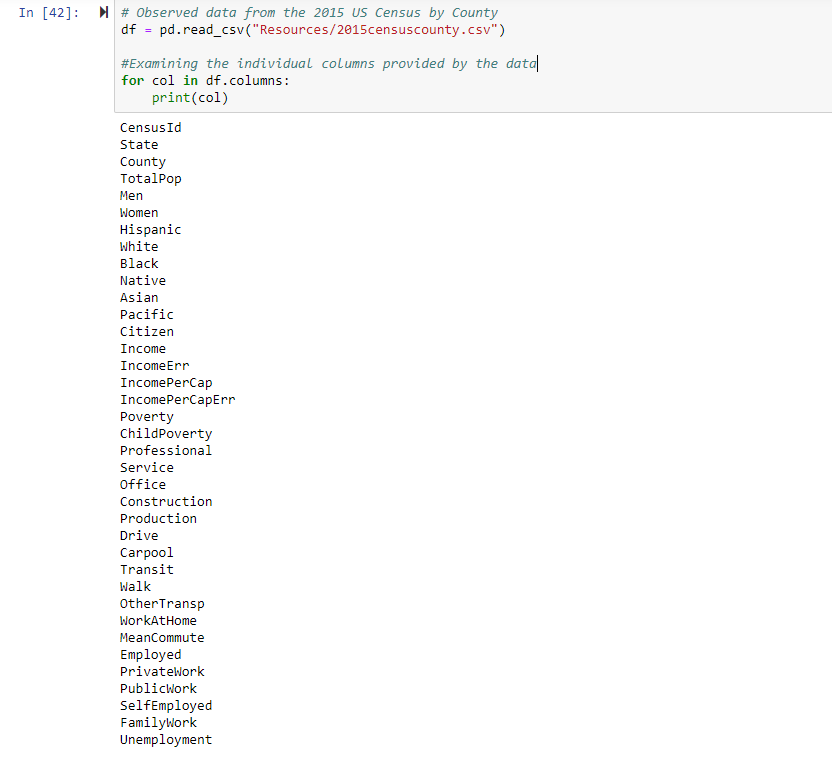 In [42]:
# Observed data from the 2015 US Census by County
df = pd.read_csv("Resources/2015censuscounty.csv")
#Examining the individual columns provided by the data
for col in df.columns:
    print(col)
CensusId
State
County
TotalPop
Men
Women
Hispanic
White
Black
Native
Asian
Pacific
Citizen
Income
IncomeErr
IncomePerCap
IncomePerCapErr
Poverty
ChildPoverty
Professional
Service
Office
Construction
Production
Drive
Carpool
Transit
Walk
OtherTransp
WorkAtHome
MeanCommute
Employed
PrivateWork
PublicWork
SelfEmployed
FamilyWork
Unemployment